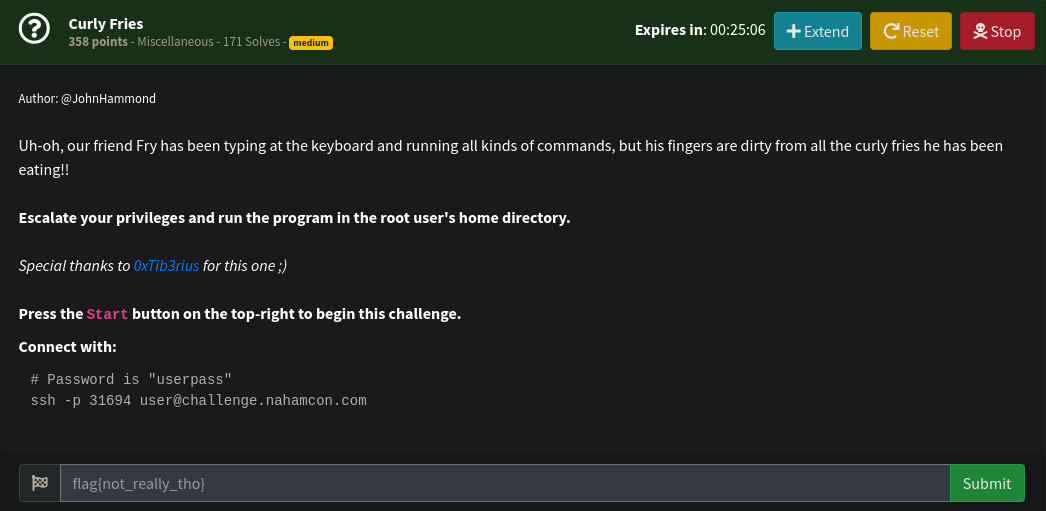 Curly Fries
358 points - Miscellaneous - 171 Solves - medium
Expires in: 00:25:06
Extend
Reset
Stop
Author: @JohnHammond
Uh-oh, our friend Fry has been typing at the keyboard and running all kinds of commands, but his fingers are dirty from all the curly fries he has been
eating!!
Escalate your privileges and run the program in the root user's home directory.
Special thanks to 0xTib3rius for this one ;)
Press the Start button on the top-right to begin this challenge.
Connect with:
# Password is "userpass"
ssh -p 31694 user@challenge.nahamcon.com
flag{not_really_tho}
Submit